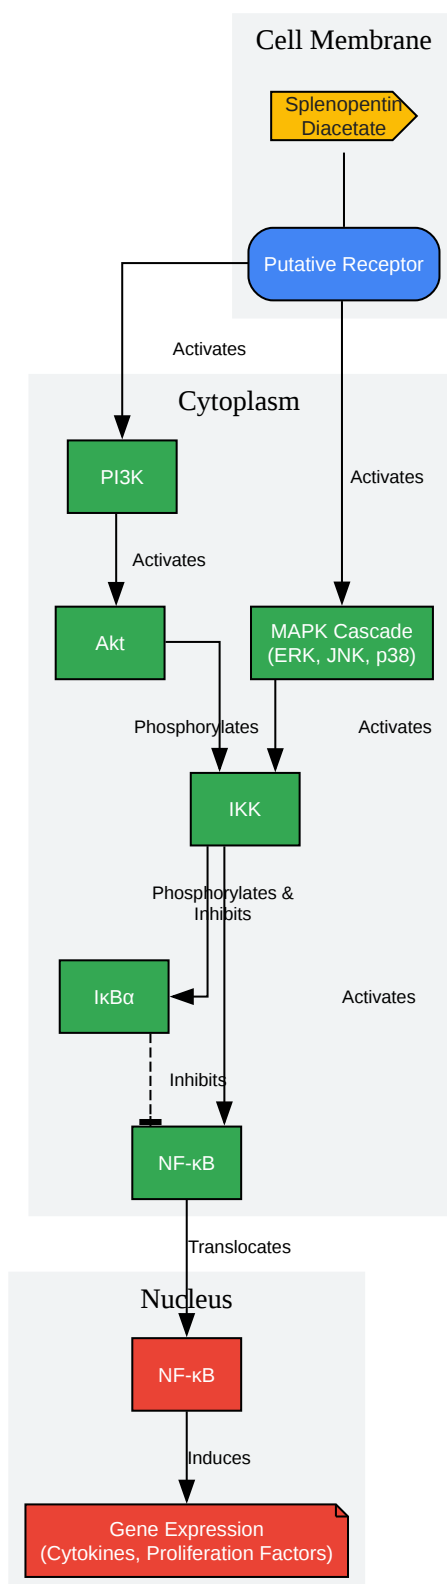 Cell Membrane
Splenopentin
Diacetate
Putative Receptor
Activates
Cytoplasm
PI3K
Activates
Activates
Akt
MAPK Cascade
(ERK, JNK, p38)
Phosphorylates
Activates
IKK
Phosphorylates &
Inhibits
IκBα
Activates
Inhibits
NF-κB
Translocates
Nucleus
NF-κB
Induces
Gene Expression
(Cytokines, Proliferation Factors)